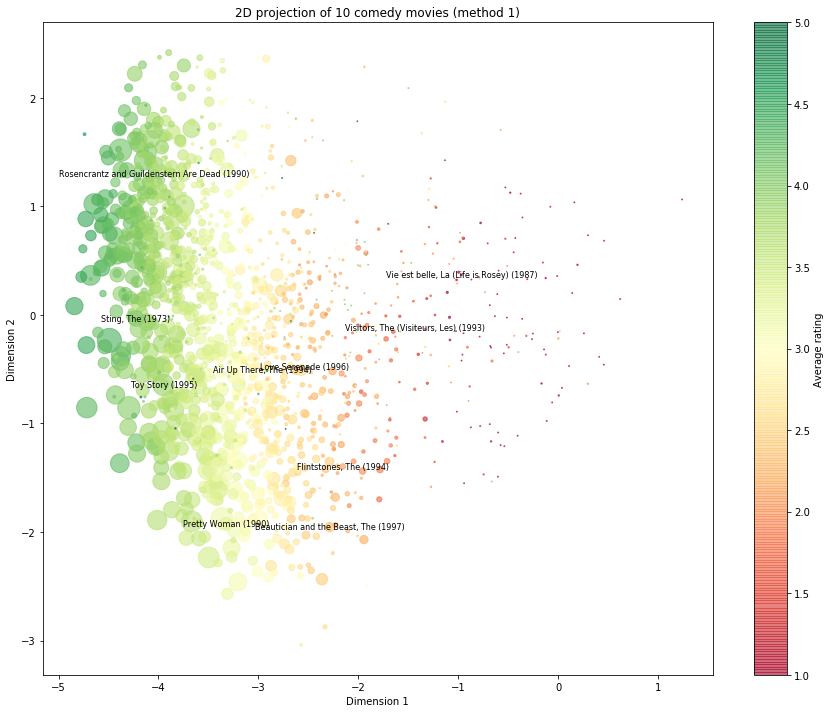 2D projection of 10 comedy movies (method 1)
5.0
2
4.5
Rosencrantz and Guildenstern Are Dead (1990)
4.0
1
Vie est belle, La (Life is Rosey) (1987)
3.5
0
Sting, The (1973)
Visitors, The (Visiteurs, Les) (1993)
Dimension 2
3.0
Average rating
Love Serenade (1996)
Air Up There, The (1994)
Toy Story (1995)
−1
2.5
Flintstones, The (1994)
2.0
Pretty Woman (1990)
Beautician and the Beast, The (1997)
−2
1.5
−3
1.0
−5 −4 −3 −2 −1 0 1
Dimension 1